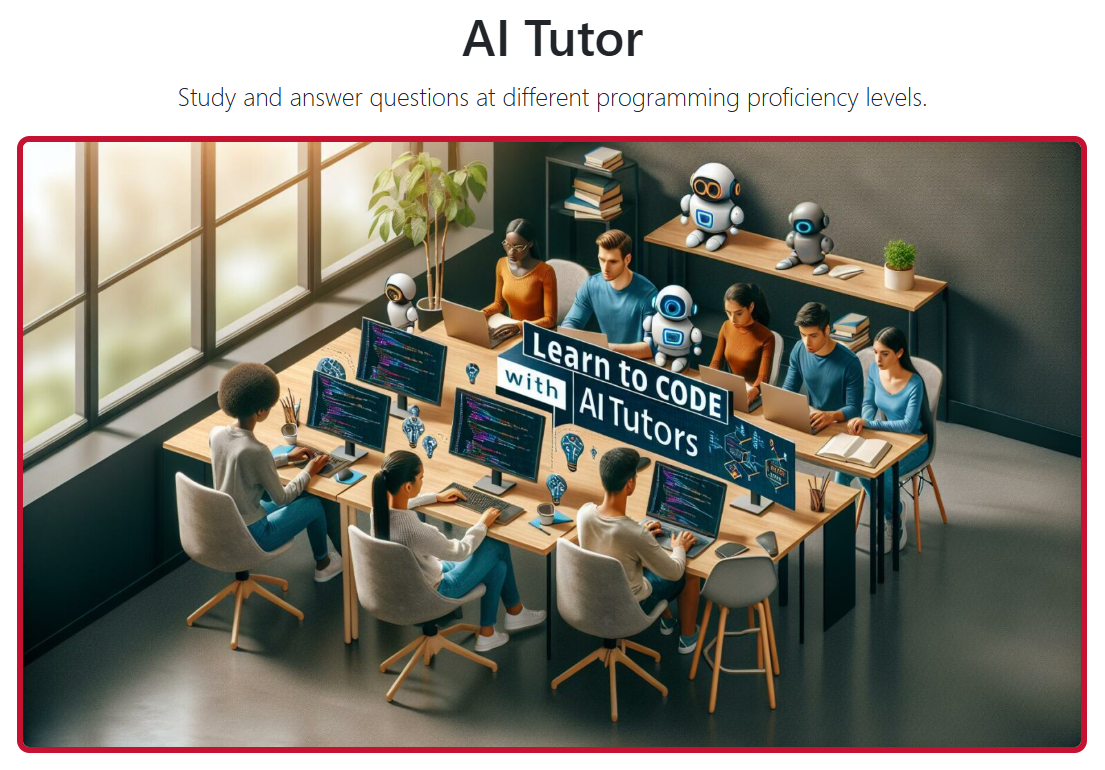 AI Tutor
Study and answer questions at different programming proficiency levels.
Learn to CODE
with
AI Tutors